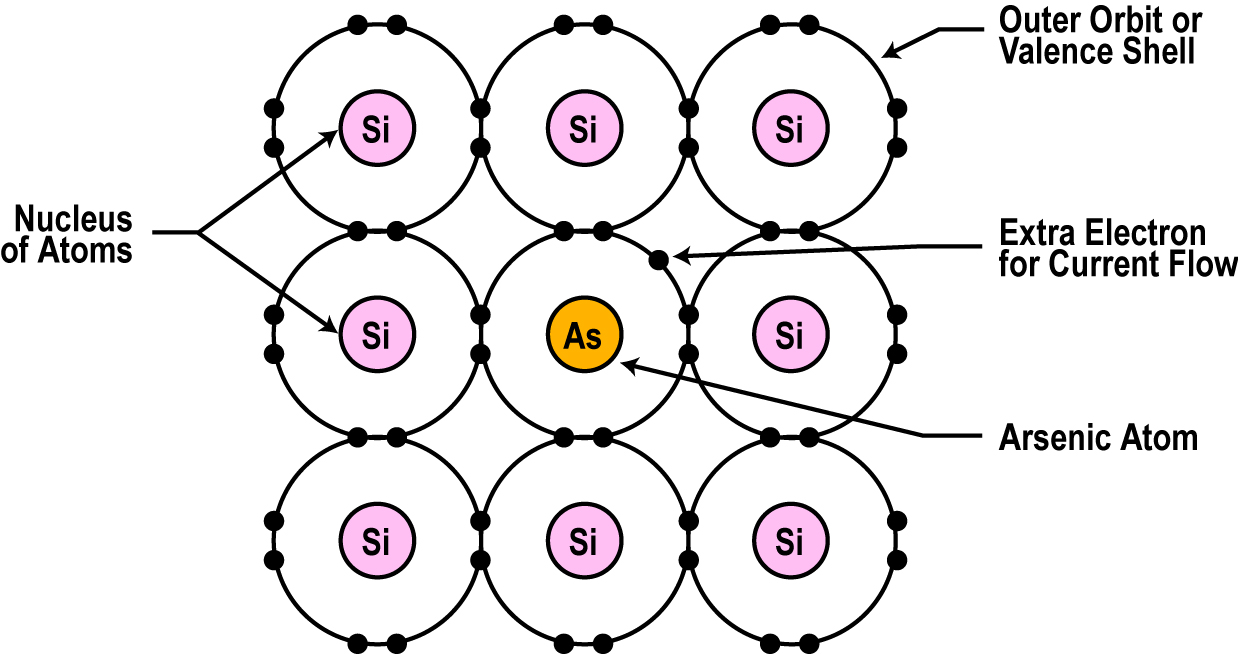 Outer Orbit or
Valence Shell
Si Si Si
Nucleus
of Atoms
Extra Electron
for Current Flow
Si As Si
Arsenic Atom
Si Si Si